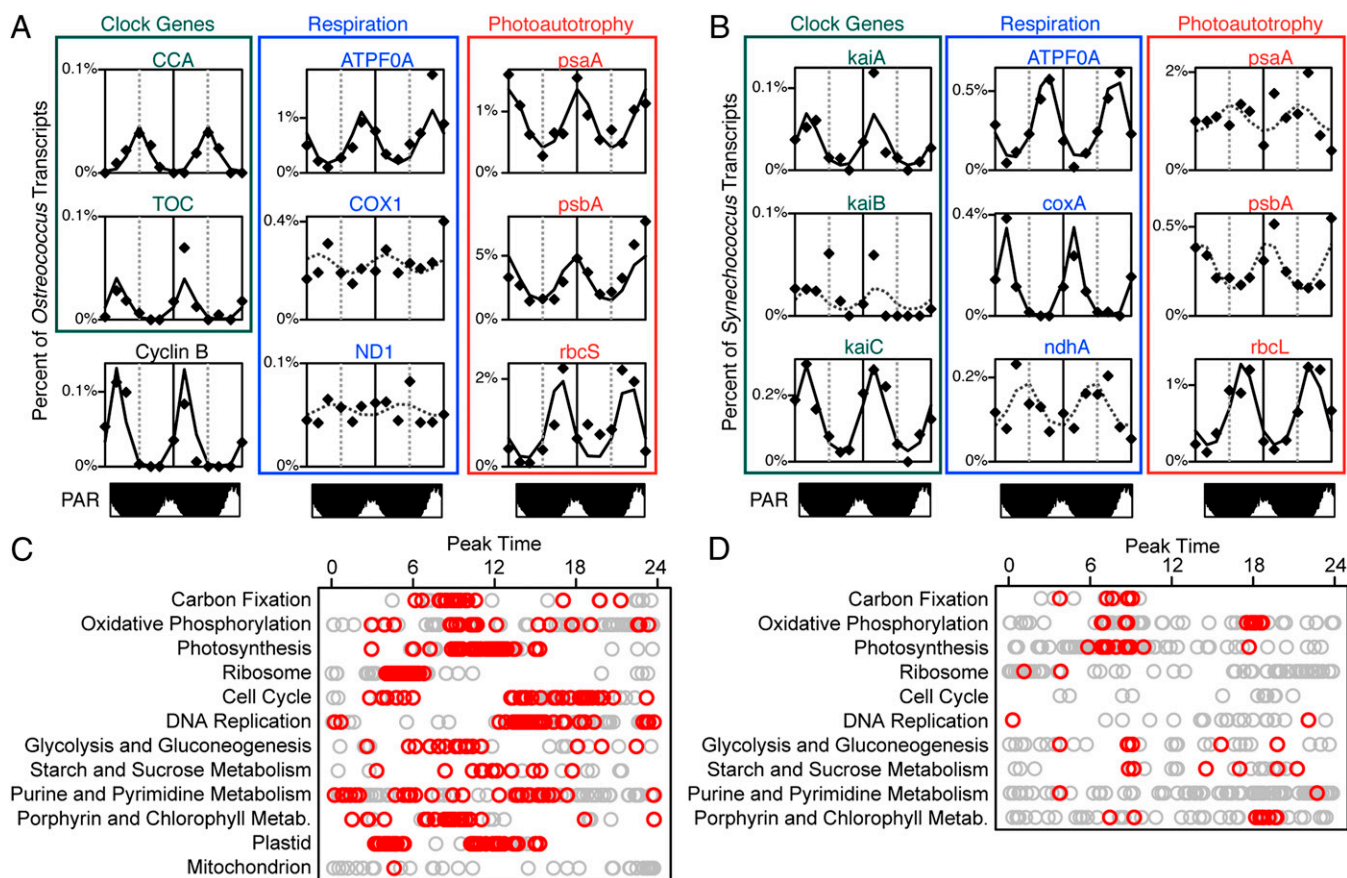 A
Clock Genes
Respiration
Photoautotrophy
Percent of Ostreococcus Transcripts
CCA
0.1%
0%
ATPF0A
1%
0%
psaA
1%
0%
TOC
0.1%
0%
COX1
0.4%
0%
psbA
5%
0%
Cyclin B
0.1%
0%
ND1
0.1%
0%
rbcS
2%
0%
PAR
B
Clock Genes
Respiration
Photoautotrophy
Percent of Synechococcus Transcripts
kaiA
0.1%
0%
ATPF0A
0.5%
0%
psaA
2%
0%
kaiB
0.1%
0%
coxA
0.4%
0%
psbA
0.5%
0%
kaiC
0.2%
0%
ndhA
0.2%
0%
rbcL
1%
0%
PAR
C
Peak Time
0 6 12 18 24
Carbon Fixation
Oxidative Phosphorylation
Photosynthesis
Ribosome
Cell Cycle
DNA Replication
Glycolysis and Gluconeogenesis
Starch and Sucrose Metabolism
Purine and Pyrimidine Metabolism
Porphyrin and Chlorophyll Metab.
Plastid
Mitochondrion
D
Peak Time
0 6 12 18 24
Carbon Fixation
Oxidative Phosphorylation
Photosynthesis
Ribosome
Cell Cycle
DNA Replication
Glycolysis and Gluconeogenesis
Starch and Sucrose Metabolism
Purine and Pyrimidine Metabolism
Porphyrin and Chlorophyll Metab.